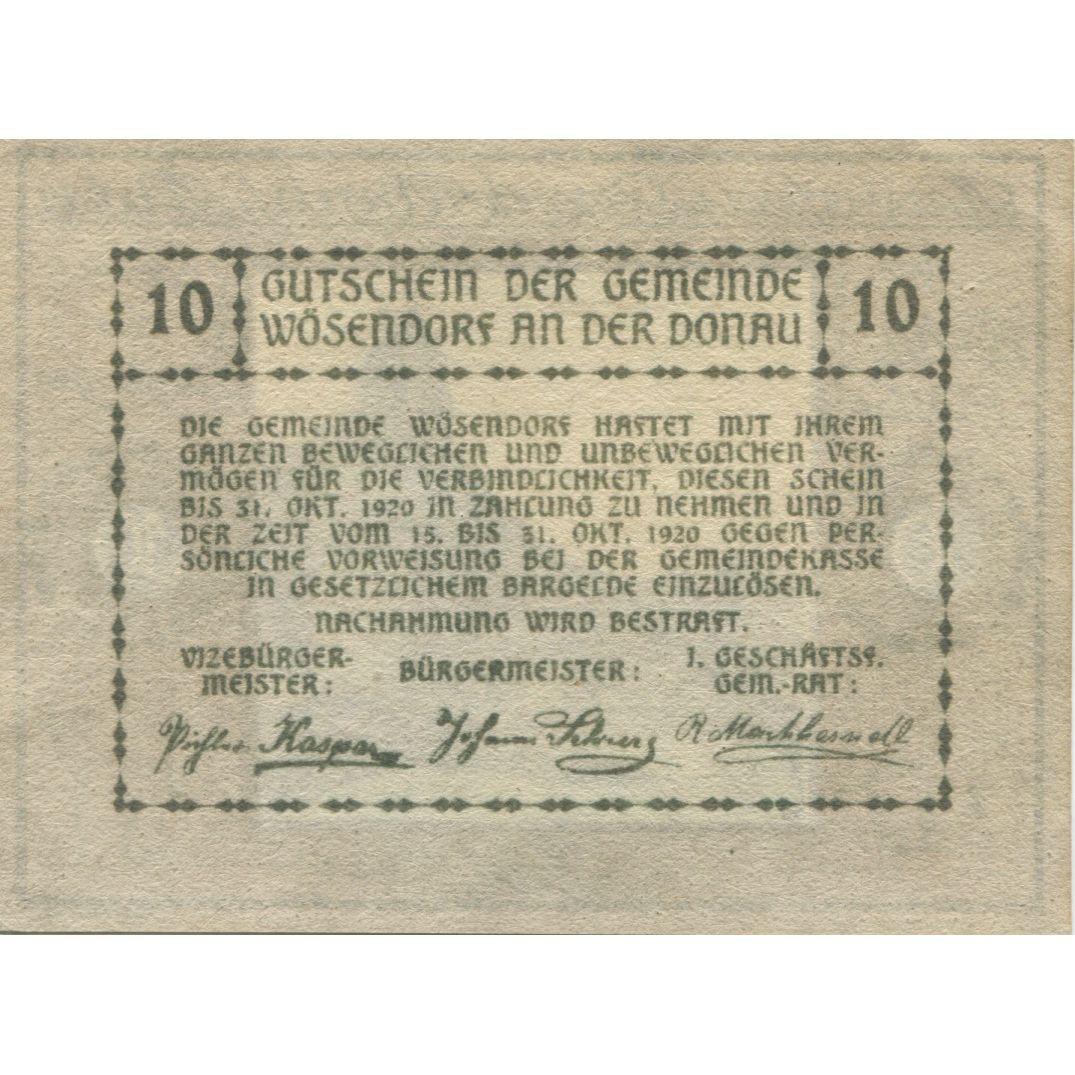 10 GUTSCHEIN DER GEMEINDE 10
WÖSENDORF AN DER DONAU
DIE GEMEINDE WÖSENDORF HAFTET MIT IHREM
GANZEN BEWEGLICHEN UND UNBEWEGLICHEN VER-
MÖGEN FÜR DIE VERBINDLICHKEIT, DIESEN SCHEIN
BIS 31. OKT. 1920 IN ZAHLUNG ZU NEHMEN UND IN
DER ZEIT VOM 15. BIS 31. OKT. 1920 GEGEN PER-
SÖNLICHE VORWEISUNG BEI DER GEMEINDEKASSE
IN GESETZLICHEM BARGELDE EINZULÖSEN.
NACHAHMUNG WIRD BESTRAFT.
VIZEBÜRGER-
MEISTER:
BÜRGERMEISTER:
I. GESCHÄFTSF.
GEM.-RAT:
Pichler Kaspar
Johann